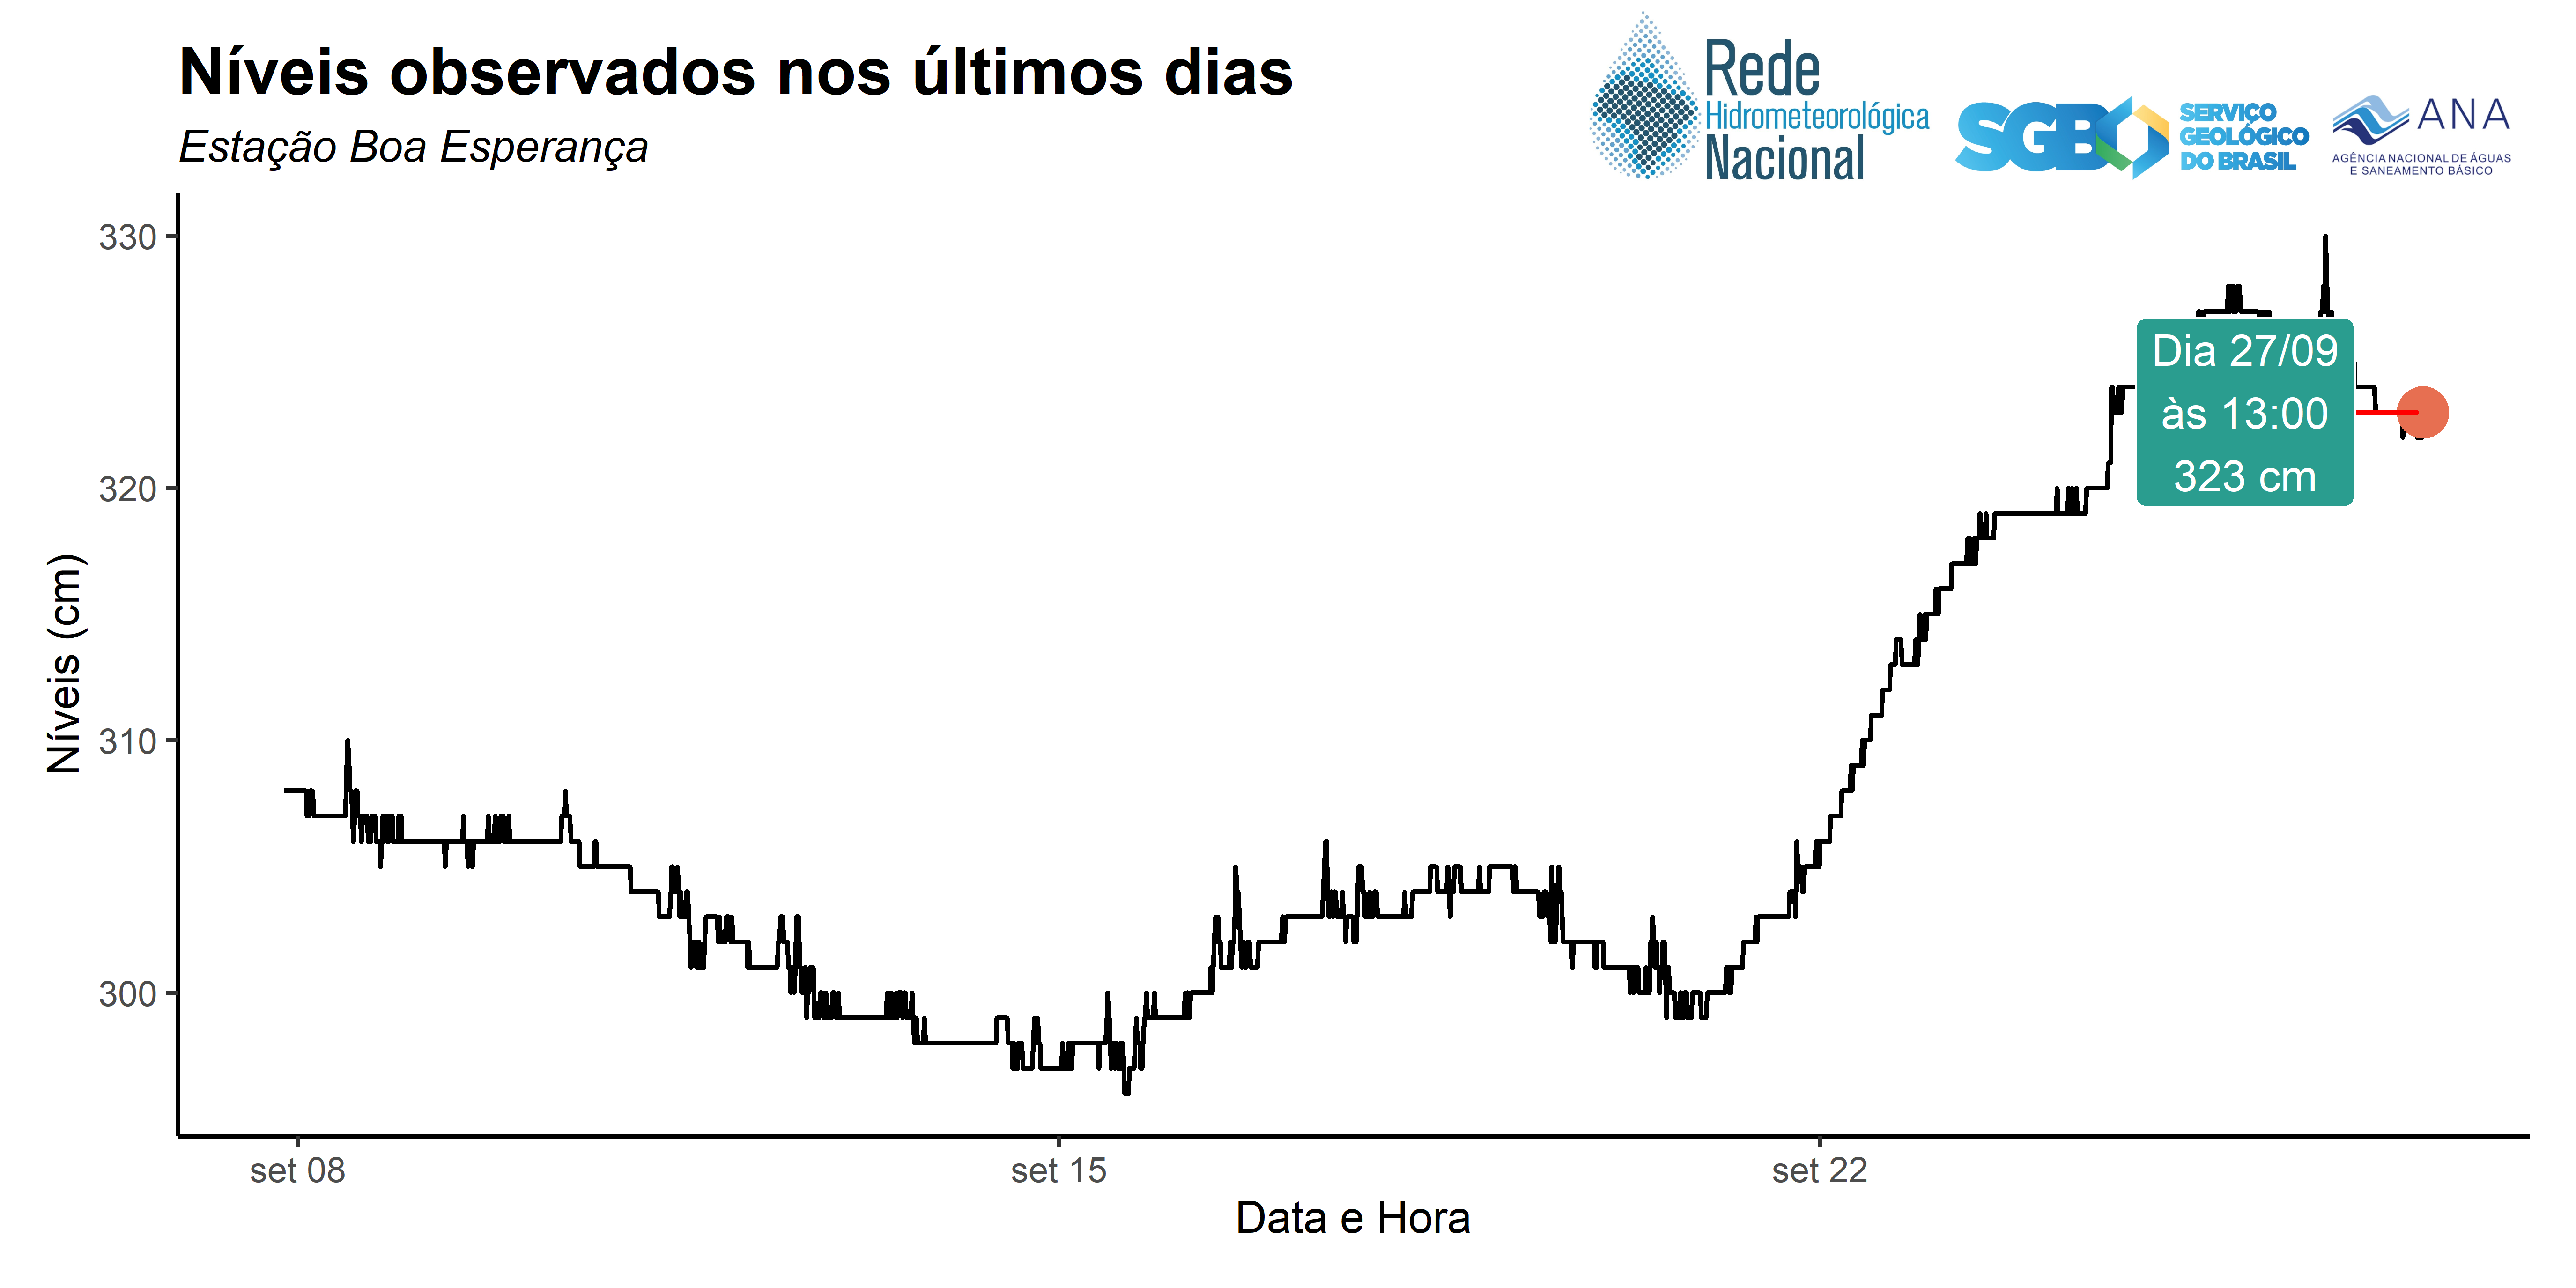 Níveis observados nos últimos dias
Estação Boa Esperança
Rede
Hidrometeorológica
Nacional
SGB
SERVIÇO
GEOLÓGICO
DO BRASIL
ANA
AGÊNCIA NACIONAL DE ÁGUAS
E SANEAMENTO BÁSICO
330
320
310
300
Níveis (cm)
Dia 27/09
às 13:00
323 cm
set 08
set 15
set 22
Data e Hora